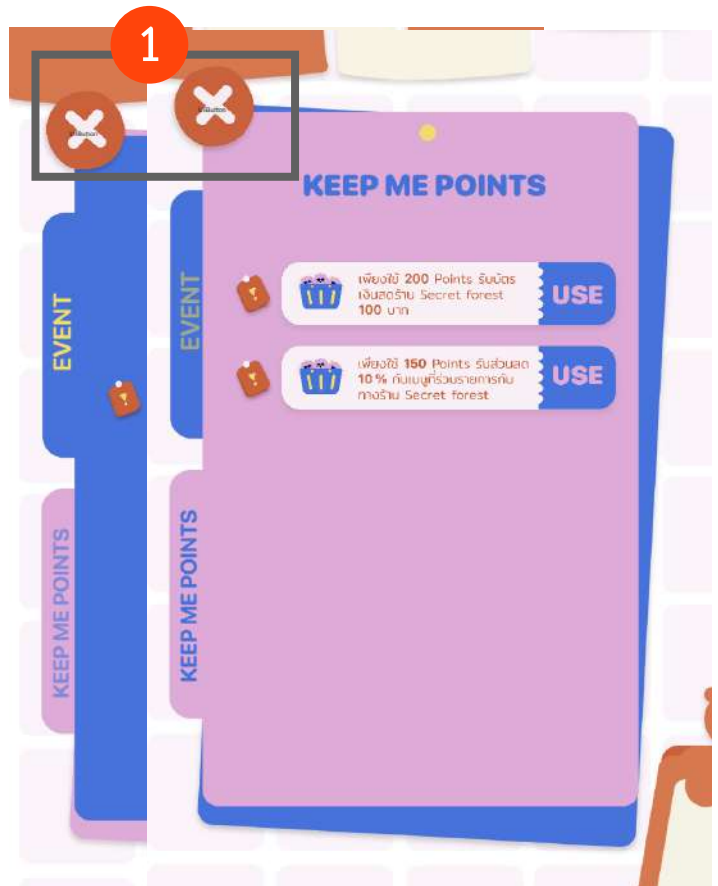 1
EVENT
KEEP ME POINTS
EVENT
KEEP ME POINTS
KEEP ME POINTS
เพียงใช้ 200 Points รับบัตร
เงินสดร้าน Secret forest
100 บาท
USE
เพียงใช้ 150 Points รับส่วนลด
10% กับเมนูที่ร่วมรายการกับ
ทางร้าน Secret forest
USE